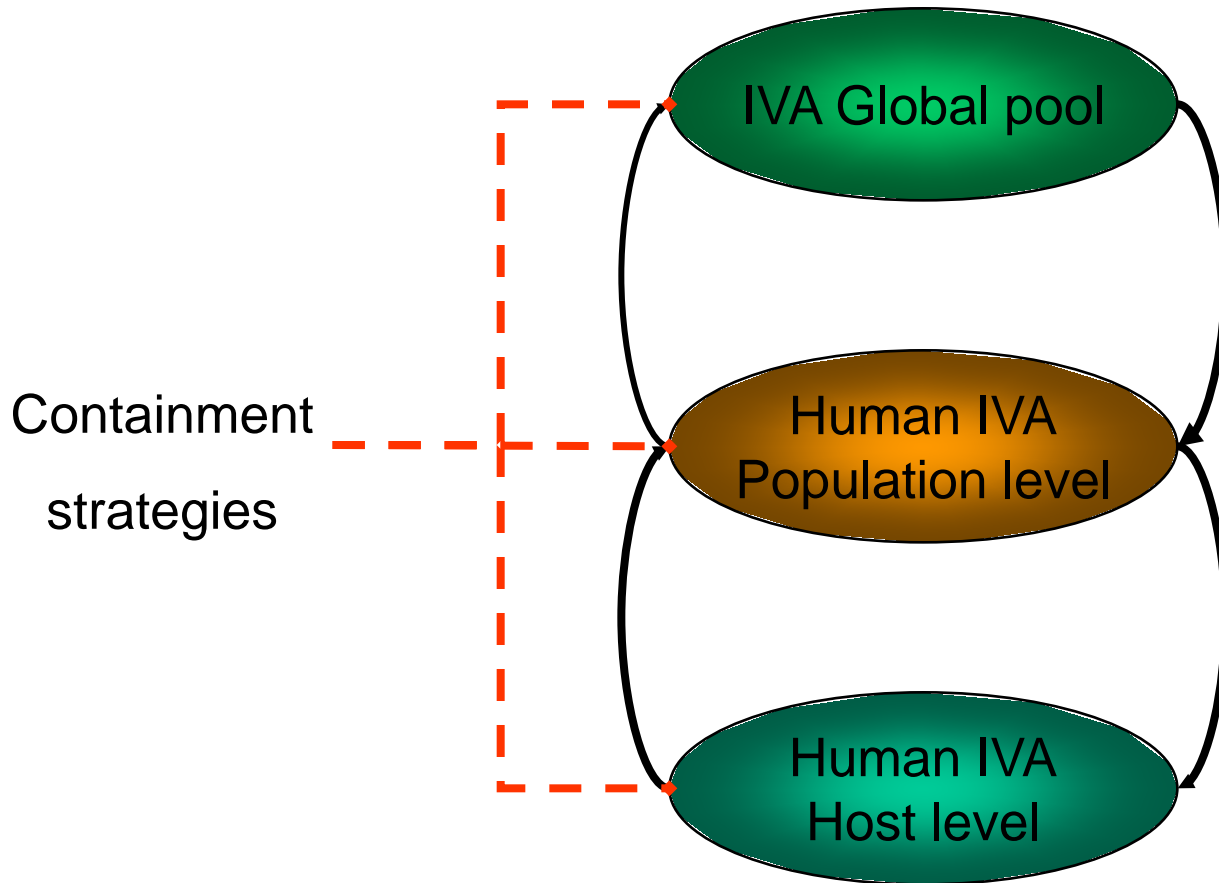 IVA Global pool
Containment
strategies
Human IVA
Population level
Human IVA
Host level